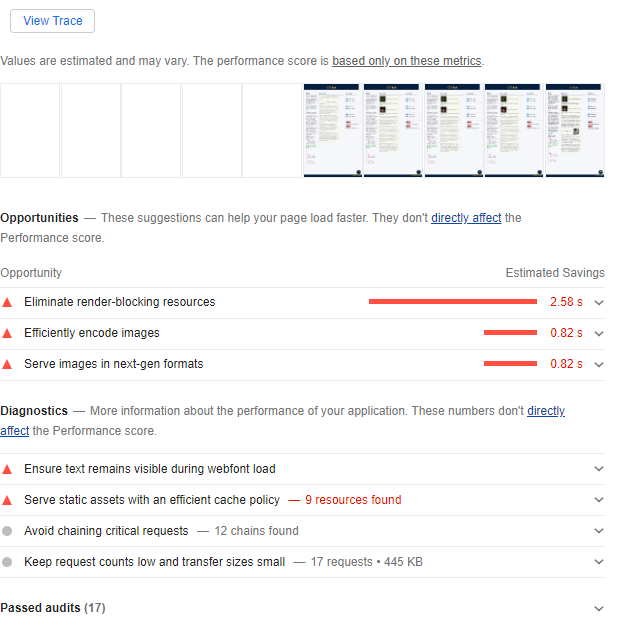 View Trace
Values are estimated and may vary. The performance score is based only on these metrics.
Opportunities — These suggestions can help your page load faster. They don't directly affect the
Performance score.
Opportunity Estimated Savings
Eliminate render-blocking resources 2.58 s
Efficiently encode images 0.82 s
Serve images in next-gen formats 0.82 s
Diagnostics — More information about the performance of your application. These numbers don't directly
affect the Performance score.
Ensure text remains visible during webfont load
Serve static assets with an efficient cache policy — 9 resources found
Avoid chaining critical requests — 12 chains found
Keep request counts low and transfer sizes small — 17 requests • 445 KB
Passed audits (17)